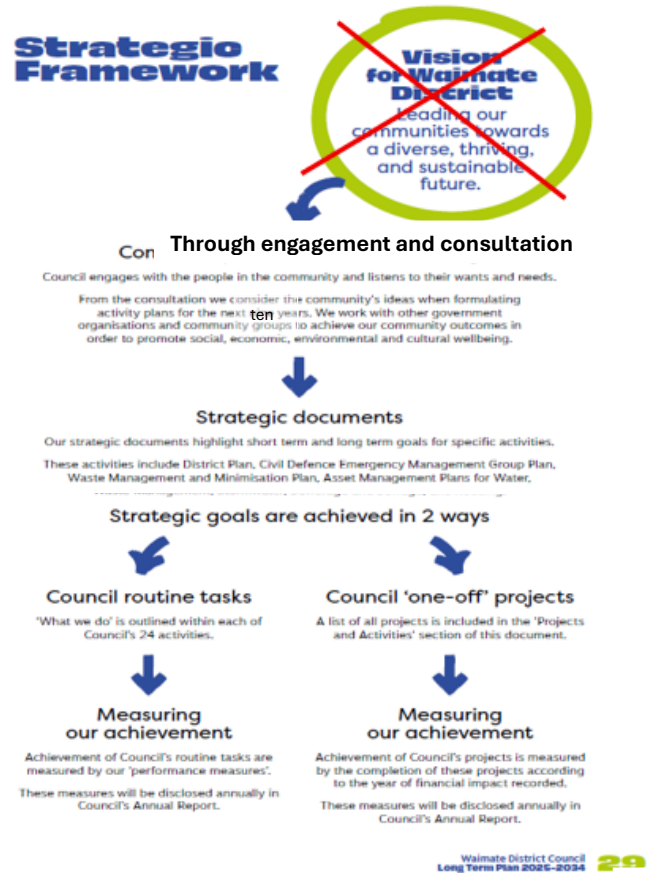 Strategic
Framework
Vision
for Waimate
District
Leading our
communities towards
a diverse, thriving,
and sustainable
future.
Con Through engagement and consultation
Council engages with the people in the community and listens to their wants and needs.
From the consultation we consider the community's ideas when formulating
activity plans for the next ten years. We work with other government
organisations and community groups to achieve our community outcomes in
order to promote social, economic, environmental and cultural wellbeing.
Strategic documents
Our strategic documents highlight short term and long term goals for specific activities.
These activities include District Plan, Civil Defence Emergency Management Group Plan,
Waste Management and Minimisation Plan, Asset Management Plans for Water,
Strategic goals are achieved in 2 ways
Council routine tasks
'What we do' is outlined within each of
Council's 24 activities.
Measuring
our achievement
Achievement of Council's routine tasks are
measured by our 'performance measures'.
These measures will be disclosed annually in
Council's Annual Report.
Council 'one-off' projects
A list of all projects is included in the 'Projects
and Activities' section of this document.
Measuring
our achievement
Achievement of Council's projects is measured
by the completion of these projects according
to the year of financial impact recorded.
These measures will be disclosed annually in
Council's Annual Report.
Waimate District Council
Long Term Plan 2025-2034
29